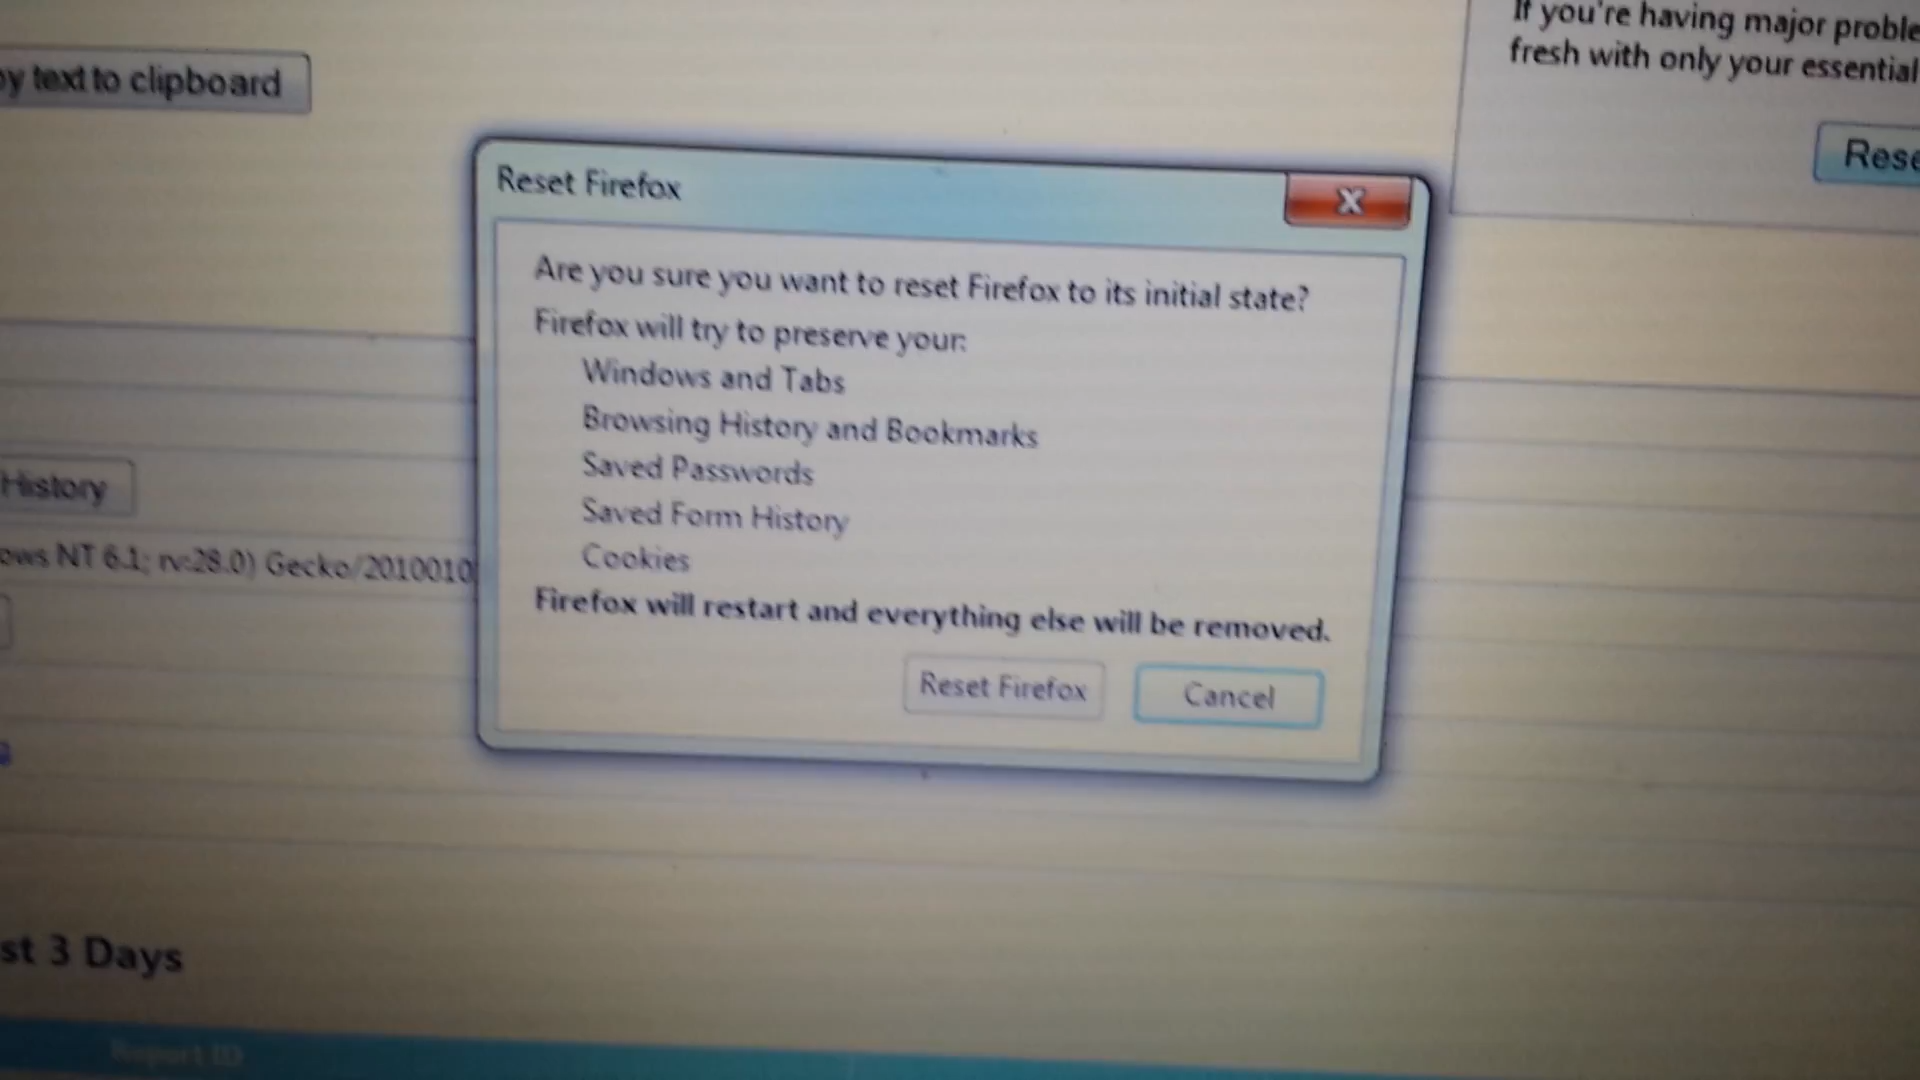 If you're having major
fresh with only your essential
text to clipboard
Reset Firefox
X
Are you sure you want to reset Firefox to its initial state?
Firefox will try to preserve your:
Windows and Tabs
Browsing History and Bookmarks
Saved Passwords
Saved Form History
Cookies
Firefox will restart and everything else will be removed.
Reset Firefox
Cancel
History
NT 6.1; rv:28.0) Gecko/2010010
st 3 Days
Report ID